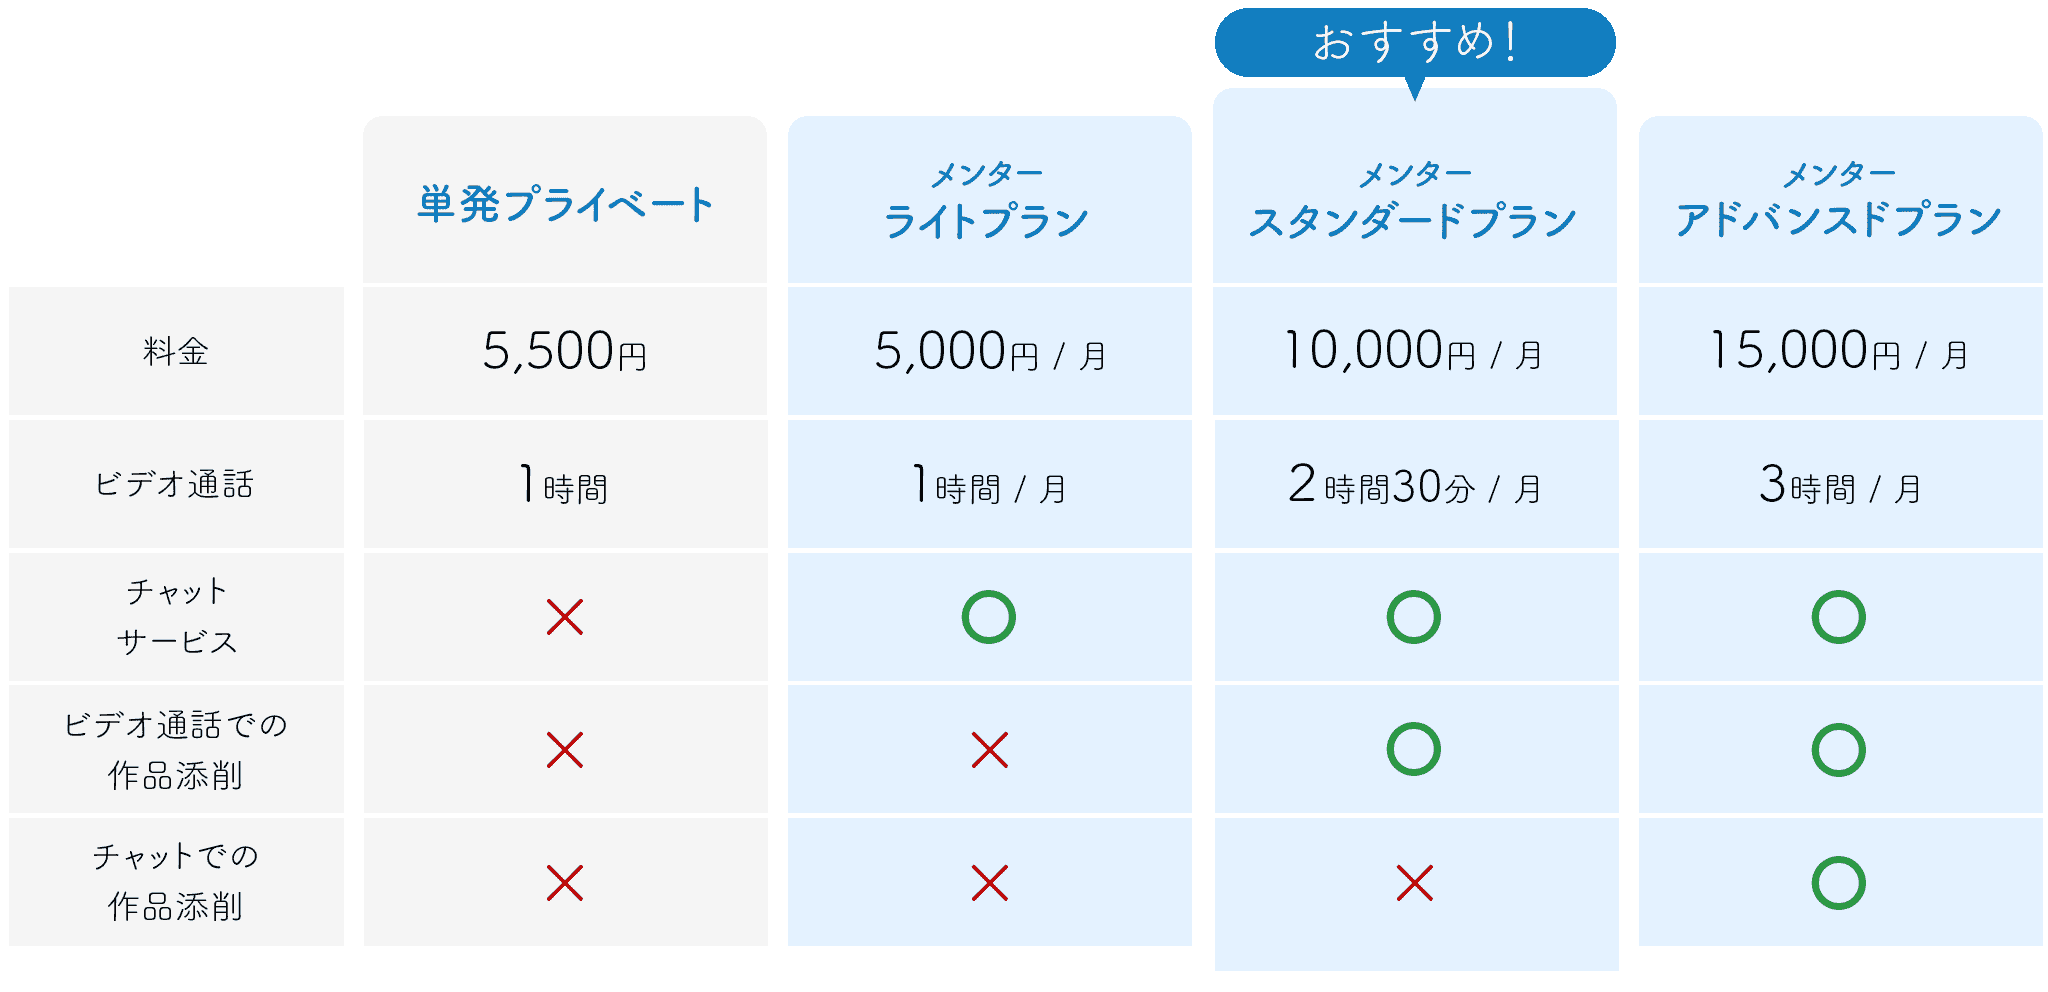 おすすめ！
単発プライベート
メンター
ライトプラン
メンター
スタンダードプラン
メンター
アドバンスドプラン
料金
5,500円
5,000円 / 月
10,000円 / 月
15,000円 / 月
ビデオ通話
1時間
1時間 / 月
2時間30分 / 月
3時間 / 月
チャット
サービス
× ○ ○ ○
ビデオ通話での
作品添削
× × ○ ○
チャットでの
作品添削
× × × ○